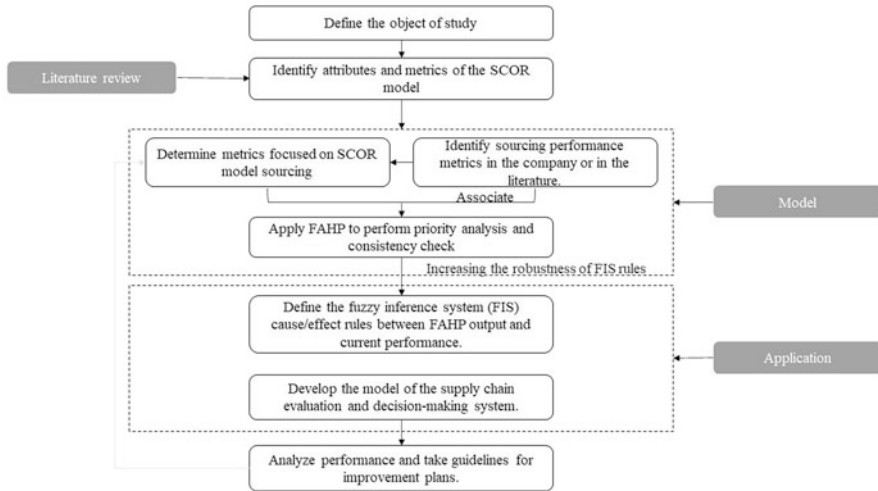 Define the object of study
Literature review
Identify attributes and metrics of the SCOR
model
Determine metrics focused on SCOR
model sourcing
Identify sourcing performance
metrics in the company or in the
literature.
Associate
Model
Apply FAHP to perform priority analysis and
consistency check
Increasing the robustness of FIS rules
Define the fuzzy inference system (FIS)
cause/effect rules between FAHP output and
current performance.
Application
Develop the model of the supply chain
evaluation and decision-making system.
Analyze performance and take guidelines for
improvement plans.